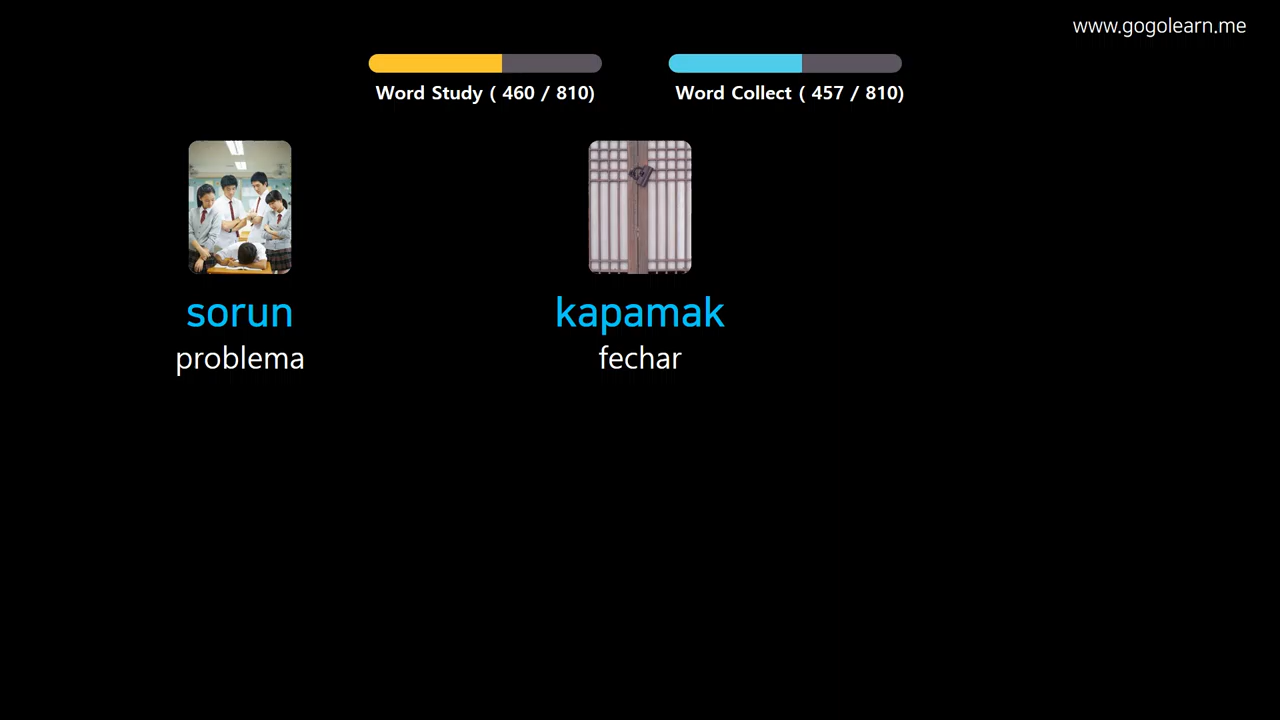 www.gogolearn.me
Word Study ( 460 / 810)
Word Collect ( 457 / 810)
sorun
problema
kapamak
fechar